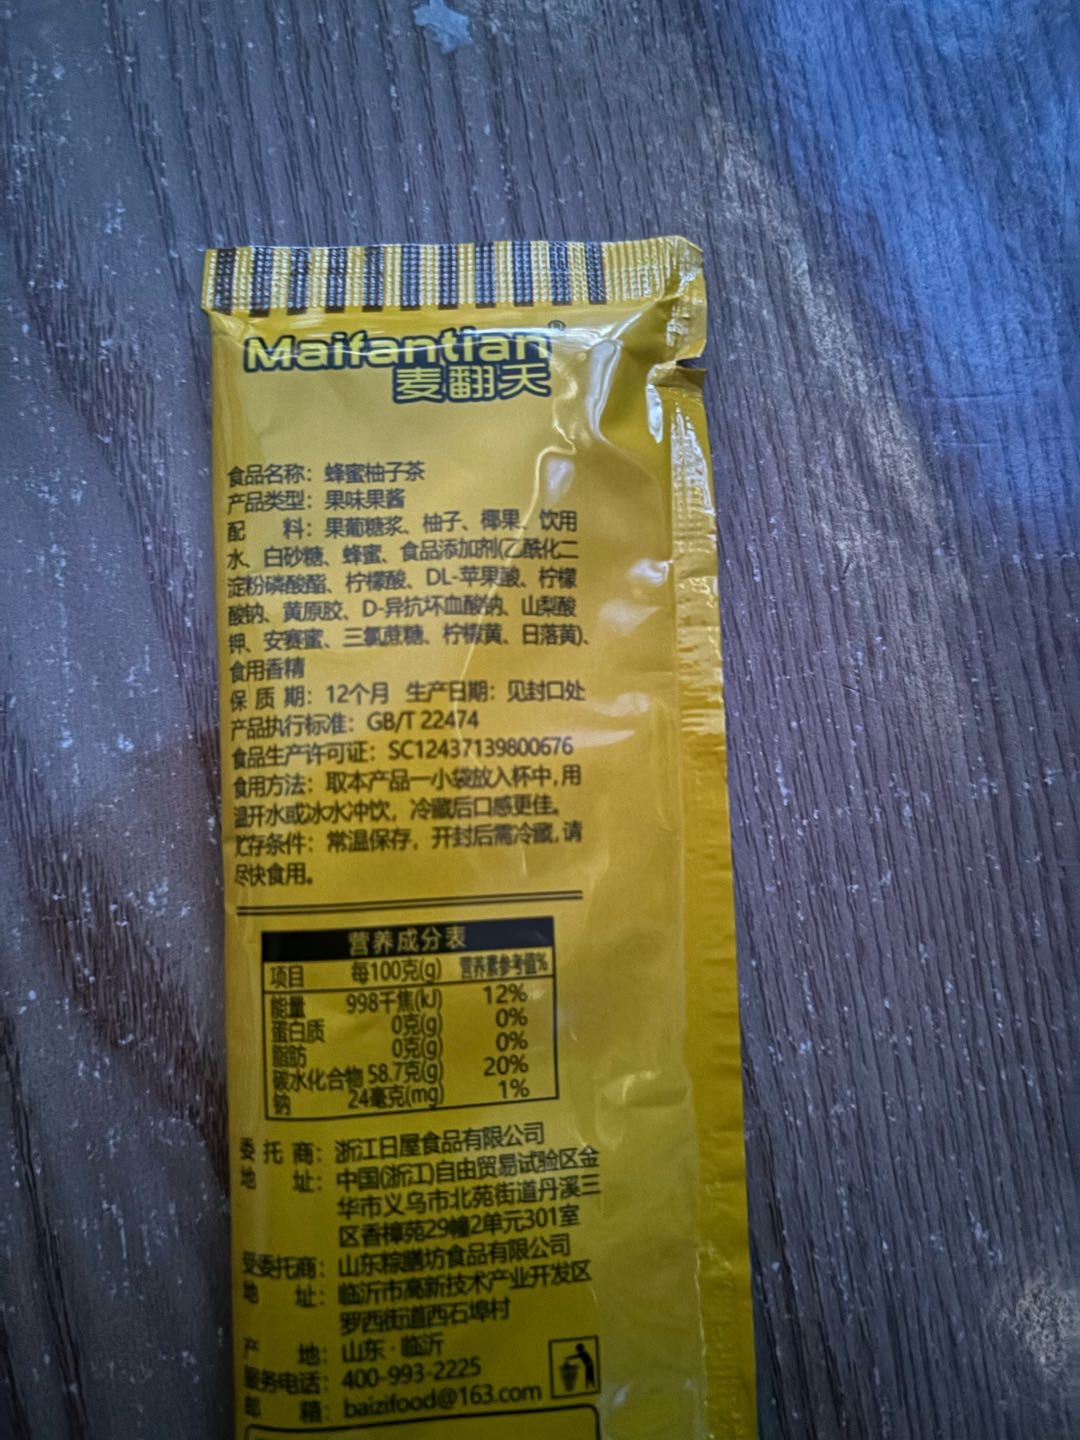 Maifantian®
麦翻天
食品名称：蜂蜜柚子茶
产品类型：果味果酱
配 料：果葡糖浆、柚子、椰果、饮用
水、白砂糖、蜂蜜、食品添加剂(乙酰化二
淀粉磷酸酯、柠檬酸、DL-苹果酸、柠檬
酸钠、黄原胶、D-异抗坏血酸钠、山梨酸
钾、安赛蜜、三氯蔗糖、柠檬黄、日落黄)、
食用香精
保 质 期：12个月 生产日期：见封口处
产品执行标准：GB/T 22474
食品生产许可证：SC12437139800676
食用方法：取本产品一小袋放入杯中,用
温开水或冰水冲饮，冷藏后口感更佳。
贮存条件：常温保存，开封后需冷藏,请
尽快食用。
营养成分表
项目 每100克(g) 营养素参考值%
能量 998千焦(kJ) 12%
蛋白质 0克(g) 0%
脂肪 0克(g) 0%
碳水化合物 58.7克(g) 20%
钠 24毫克(mg) 1%
委 托 商：浙江日屋食品有限公司
地 址：中国(浙江)自由贸易试验区金
华市义乌市北苑街道丹溪三
区香樟苑29幢2单元301室
受委托商：山东粽膳坊食品有限公司
地 址：临沂市高新技术产业开发区
罗西街道西石埠村
产 地：山东·临沂
服务电话：400-993-2225
邮 箱：baizifood@163.com